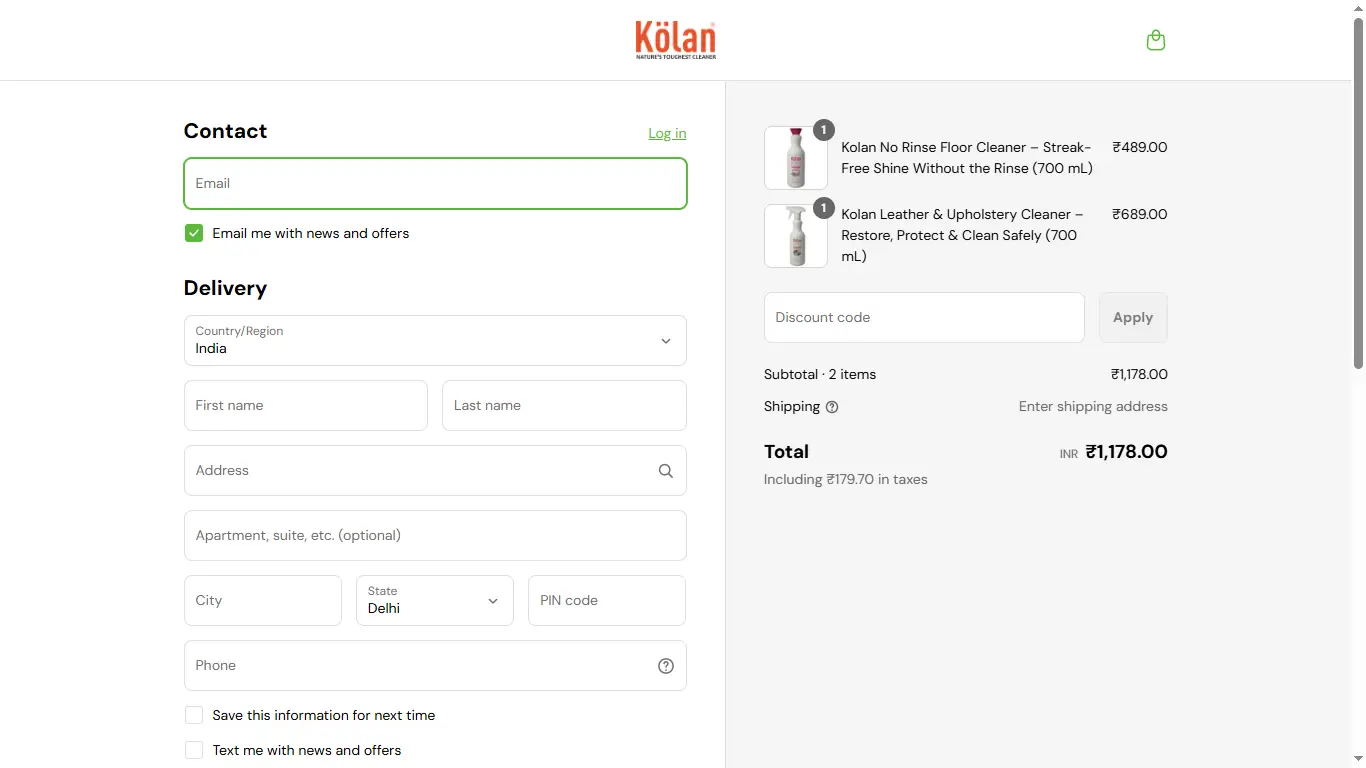 Kölan
NATURE'S TOUGHEST CLEANER
Contact
Log in
Email
Email me with news and offers
Delivery
Country/Region
India
First name
Last name
Address
Apartment, suite, etc. (optional)
City
State
Delhi
PIN code
Phone
Save this information for next time
Text me with news and offers
1
Kolan No Rinse Floor Cleaner – Streak-
Free Shine Without the Rinse (700 mL)
₹489.00
1
Kolan Leather & Upholstery Cleaner –
Restore, Protect & Clean Safely (700
mL)
₹689.00
Discount code
Apply
Subtotal · 2 items
₹1,178.00
Shipping
Enter shipping address
Total
INR ₹1,178.00
Including ₹179.70 in taxes